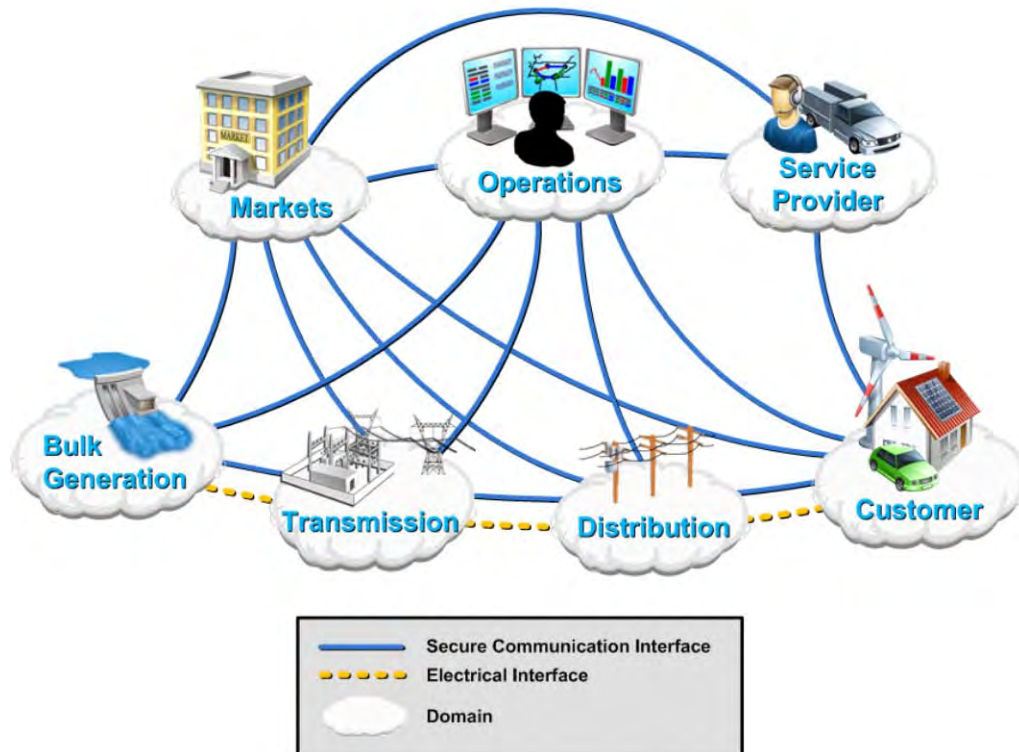 MARKET
Markets
Operations
Service
Provider
Bulk
Generation
Transmission
Distribution
Customer
Secure Communication Interface
Electrical Interface
Domain